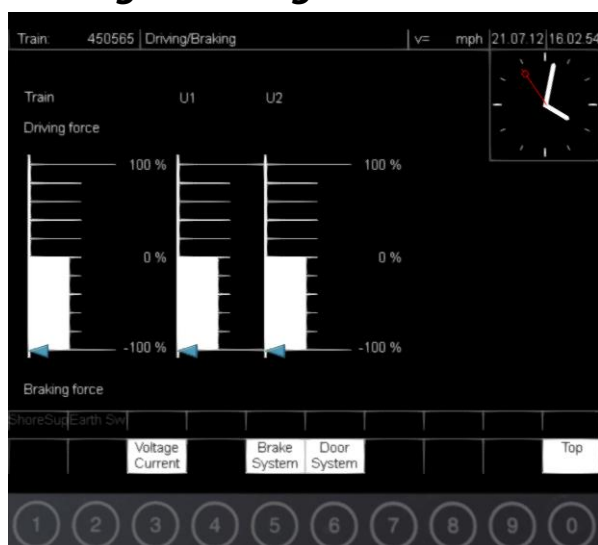 Train: 450565 Driving/Braking v= mph 21.07.12 16.02.54
Train U1 U2
Driving force
100 % 100 %
0 % 0 %
-100 % -100 %
Braking force
ShoreSup Earth Sw
Voltage Current Brake System Door System Top
1 2 3 4 5 6 7 8 9 0